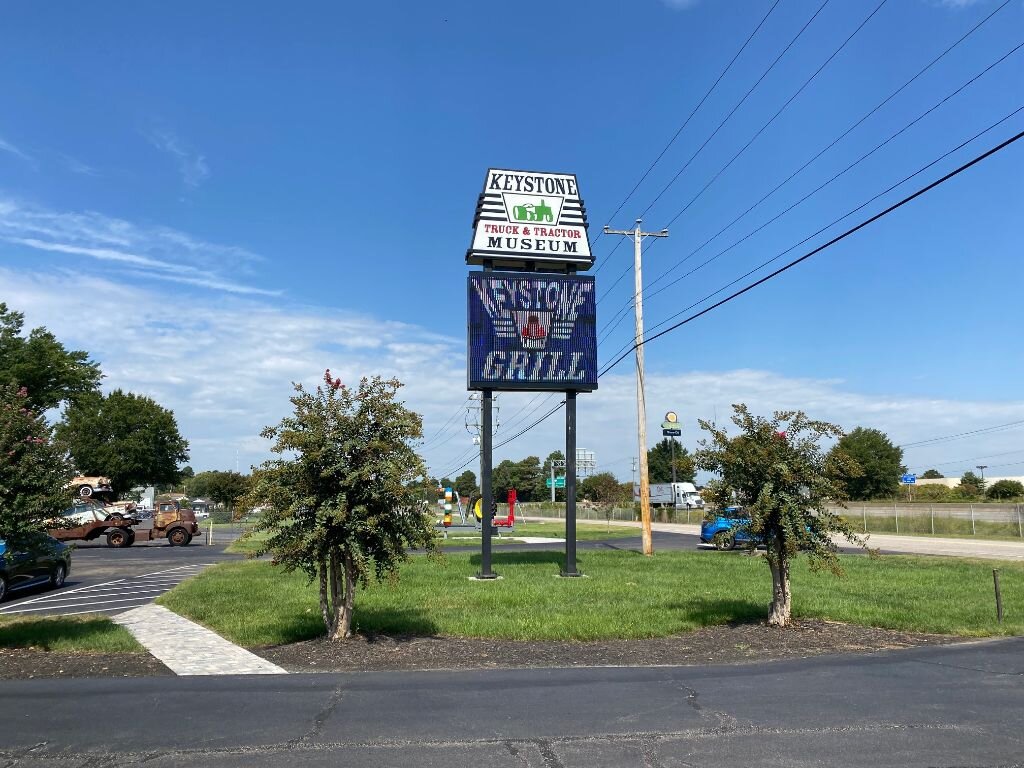 KEYSTONE
TRUCK & TRACTOR
MUSEUM
KEYSTONE
GRILL